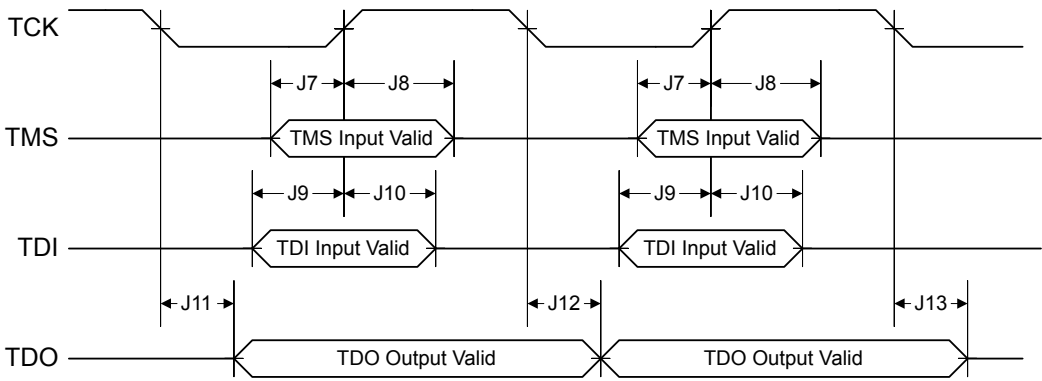 TCK
J7 J8 J7 J8
TMS TMS Input Valid TMS Input Valid
J9 J10 J9 J10
TDI TDI Input Valid TDI Input Valid
J11 J12 J13
TDO TDO Output Valid TDO Output Valid